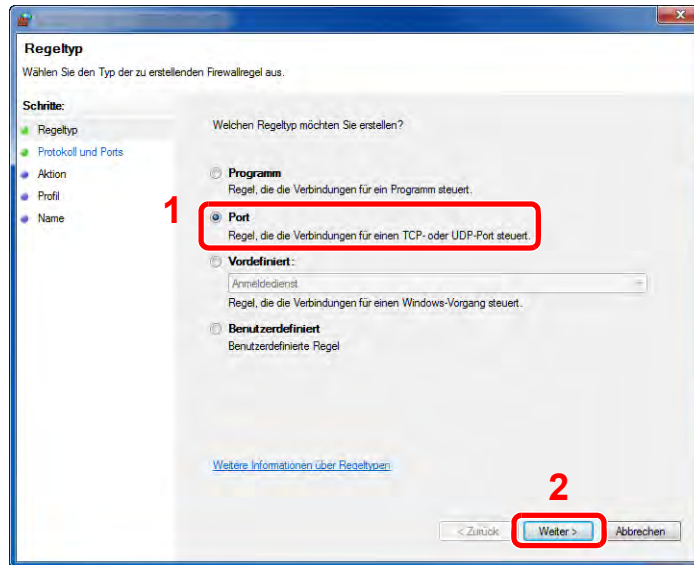 Regeltyp
Wählen Sie den Typ der zu erstellenden Firewallregel aus.
Schritte:
Regeltyp
Protokoll und Ports
Aktion
Profil
Name
Welchen Regeltyp möchten Sie erstellen?
Programm
Regel, die die Verbindungen für ein Programm steuert.
1
Port
Regel, die die Verbindungen für einen TCP- oder UDP-Port steuert.
Vordefiniert:
Anmeldedienst
Regel, die die Verbindungen für einen Windows-Vorgang steuert.
Benutzerdefiniert
Benutzerdefinierte Regel
Weitere Informationen über Regeltypen
2
< Zurück Weiter > Abbrechen